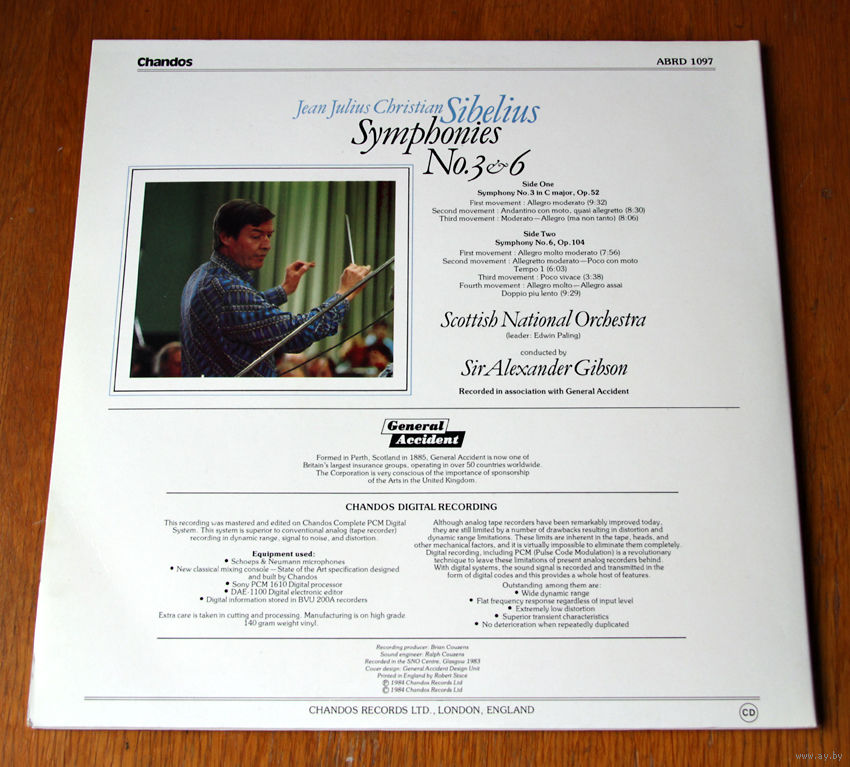 Chandos
ABRD 1097
Jean Julius Christian Sibelius
Symphonies
No.3&6
Side One
Symphony No.3 in C major, Op.52
First movement : Allegro moderato (9:32)
Second movement : Andantino con moto, quasi allegretto (8:30)
Third movement : Moderato—Allegro (ma non tanto) (8:06)
Side Two
Symphony No.6, Op.104
First movement : Allegro molto moderato (7:56)
Second movement : Allegretto moderato—Poco con moto
Tempo 1 (6:03)
Third movement : Poco vivace (3:38)
Fourth movement : Allegro molto—Allegro assai
Doppio piu lento (9:29)
Scottish National Orchestra
(leader: Edwin Paling)
conducted by
Sir Alexander Gibson
Recorded in association with General Accident
General
Accident
Formed in Perth, Scotland in 1885, General Accident is now one of
Britain's largest insurance groups, operating in over 50 countries worldwide.
The Corporation is very conscious of the importance of sponsorship
of the Arts in the United Kingdom.
CHANDOS DIGITAL RECORDING
This recording was mastered and edited on Chandos Complete PCM Digital
System. This system is superior to conventional analog (tape recorder)
recording in dynamic range, signal to noise, and distortion.
Equipment used:
• Schoeps & Neumann microphones
• New classical mixing console — State of the Art specification designed
and built by Chandos
• Sony PCM 1610 Digital processor
• DAE-1100 Digital electronic editor
• Digital information stored in BVU 200A recorders
Extra care is taken in cutting and processing. Manufacturing is on high grade
140 gram weight vinyl.
Although analog tape recorders have been remarkably improved today,
they are still limited by a number of drawbacks resulting in distortion and
dynamic range limitations. These limits are inherent in the tape, heads, and
other mechanical factors, and it is virtually impossible to eliminate them completely.
Digital recording, including PCM (Pulse Code Modulation) is a revolutionary
technique to leave these limitations of present analog recorders behind.
With digital systems, the sound signal is recorded and transmitted in the
form of digital codes and this provides a whole host of features.
Outstanding among them are:
• Wide dynamic range
• Flat frequency response regardless of input level
• Extremely low distortion
• Superior transient characteristics
• No deterioration when repeatedly duplicated
Recording producer: Brian Couzens
Sound engineer: Ralph Couzens
Recorded in the SNO Centre, Glasgow 1983
Cover design: General Accident Design Unit
Printed in England by Robert Stace
℗ 1984 Chandos Records Ltd
© 1984 Chandos Records Ltd
CHANDOS RECORDS LTD., LONDON, ENGLAND
CD
www.ay.by